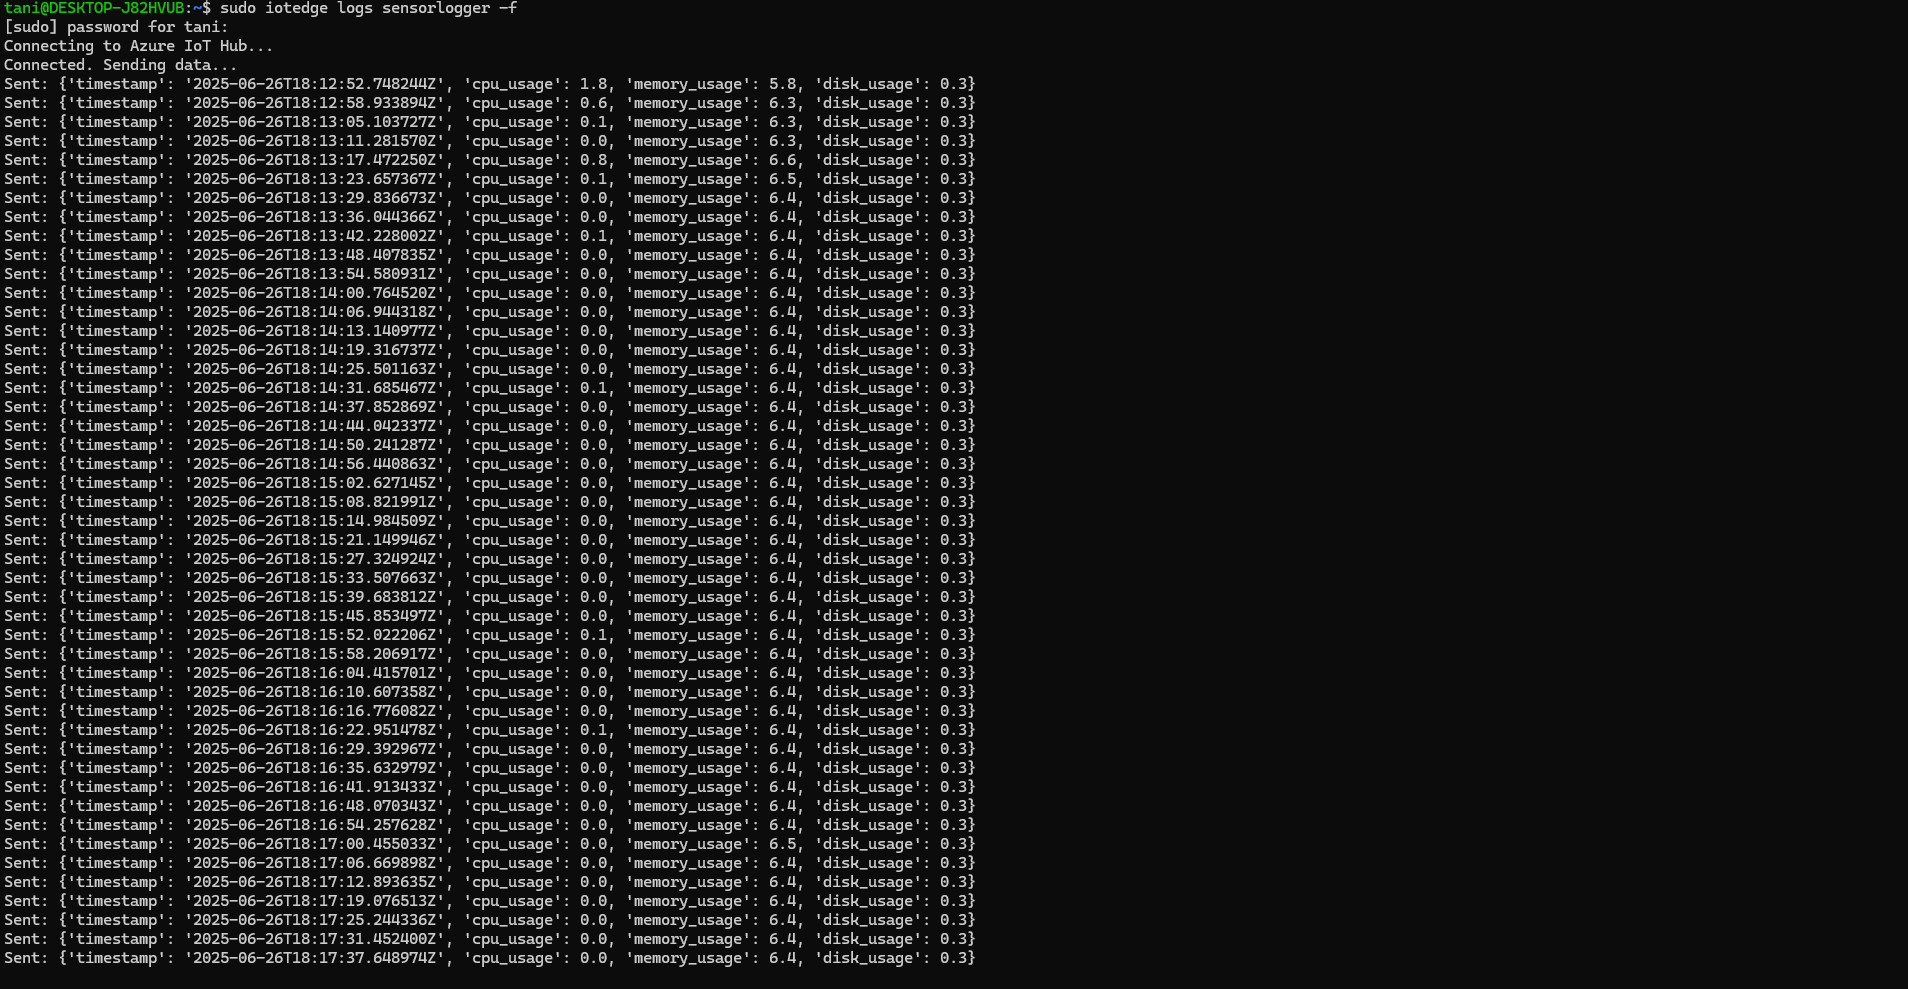 tani@DESKTOP-J82HVUB:~$ sudo iotedge logs sensorlogger -f
[sudo] password for tani:
Connecting to Azure IoT Hub...
Connected. Sending data...
Sent: {'timestamp': '2025-06-26T18:12:52.748244Z', 'cpu_usage': 1.8, 'memory_usage': 5.8, 'disk_usage': 0.3}
Sent: {'timestamp': '2025-06-26T18:12:58.933894Z', 'cpu_usage': 0.6, 'memory_usage': 6.3, 'disk_usage': 0.3}
Sent: {'timestamp': '2025-06-26T18:13:05.103727Z', 'cpu_usage': 0.1, 'memory_usage': 6.3, 'disk_usage': 0.3}
Sent: {'timestamp': '2025-06-26T18:13:11.281570Z', 'cpu_usage': 0.0, 'memory_usage': 6.3, 'disk_usage': 0.3}
Sent: {'timestamp': '2025-06-26T18:13:17.472250Z', 'cpu_usage': 0.8, 'memory_usage': 6.6, 'disk_usage': 0.3}
Sent: {'timestamp': '2025-06-26T18:13:23.657367Z', 'cpu_usage': 0.1, 'memory_usage': 6.5, 'disk_usage': 0.3}
Sent: {'timestamp': '2025-06-26T18:13:29.836673Z', 'cpu_usage': 0.0, 'memory_usage': 6.4, 'disk_usage': 0.3}
Sent: {'timestamp': '2025-06-26T18:13:36.044366Z', 'cpu_usage': 0.0, 'memory_usage': 6.4, 'disk_usage': 0.3}
Sent: {'timestamp': '2025-06-26T18:13:42.228002Z', 'cpu_usage': 0.1, 'memory_usage': 6.4, 'disk_usage': 0.3}
Sent: {'timestamp': '2025-06-26T18:13:48.407835Z', 'cpu_usage': 0.0, 'memory_usage': 6.4, 'disk_usage': 0.3}
Sent: {'timestamp': '2025-06-26T18:13:54.580931Z', 'cpu_usage': 0.0, 'memory_usage': 6.4, 'disk_usage': 0.3}
Sent: {'timestamp': '2025-06-26T18:14:00.764520Z', 'cpu_usage': 0.0, 'memory_usage': 6.4, 'disk_usage': 0.3}
Sent: {'timestamp': '2025-06-26T18:14:06.944318Z', 'cpu_usage': 0.0, 'memory_usage': 6.4, 'disk_usage': 0.3}
Sent: {'timestamp': '2025-06-26T18:14:13.140977Z', 'cpu_usage': 0.0, 'memory_usage': 6.4, 'disk_usage': 0.3}
Sent: {'timestamp': '2025-06-26T18:14:19.316737Z', 'cpu_usage': 0.0, 'memory_usage': 6.4, 'disk_usage': 0.3}
Sent: {'timestamp': '2025-06-26T18:14:25.501163Z', 'cpu_usage': 0.0, 'memory_usage': 6.4, 'disk_usage': 0.3}
Sent: {'timestamp': '2025-06-26T18:14:31.685467Z', 'cpu_usage': 0.1, 'memory_usage': 6.4, 'disk_usage': 0.3}
Sent: {'timestamp': '2025-06-26T18:14:37.852869Z', 'cpu_usage': 0.0, 'memory_usage': 6.4, 'disk_usage': 0.3}
Sent: {'timestamp': '2025-06-26T18:14:44.042337Z', 'cpu_usage': 0.0, 'memory_usage': 6.4, 'disk_usage': 0.3}
Sent: {'timestamp': '2025-06-26T18:14:50.241287Z', 'cpu_usage': 0.0, 'memory_usage': 6.4, 'disk_usage': 0.3}
Sent: {'timestamp': '2025-06-26T18:14:56.440863Z', 'cpu_usage': 0.0, 'memory_usage': 6.4, 'disk_usage': 0.3}
Sent: {'timestamp': '2025-06-26T18:15:02.627145Z', 'cpu_usage': 0.0, 'memory_usage': 6.4, 'disk_usage': 0.3}
Sent: {'timestamp': '2025-06-26T18:15:08.821991Z', 'cpu_usage': 0.0, 'memory_usage': 6.4, 'disk_usage': 0.3}
Sent: {'timestamp': '2025-06-26T18:15:14.984509Z', 'cpu_usage': 0.0, 'memory_usage': 6.4, 'disk_usage': 0.3}
Sent: {'timestamp': '2025-06-26T18:15:21.149946Z', 'cpu_usage': 0.0, 'memory_usage': 6.4, 'disk_usage': 0.3}
Sent: {'timestamp': '2025-06-26T18:15:27.324924Z', 'cpu_usage': 0.0, 'memory_usage': 6.4, 'disk_usage': 0.3}
Sent: {'timestamp': '2025-06-26T18:15:33.507663Z', 'cpu_usage': 0.0, 'memory_usage': 6.4, 'disk_usage': 0.3}
Sent: {'timestamp': '2025-06-26T18:15:39.683812Z', 'cpu_usage': 0.0, 'memory_usage': 6.4, 'disk_usage': 0.3}
Sent: {'timestamp': '2025-06-26T18:15:45.853497Z', 'cpu_usage': 0.0, 'memory_usage': 6.4, 'disk_usage': 0.3}
Sent: {'timestamp': '2025-06-26T18:15:52.022206Z', 'cpu_usage': 0.1, 'memory_usage': 6.4, 'disk_usage': 0.3}
Sent: {'timestamp': '2025-06-26T18:15:58.206917Z', 'cpu_usage': 0.0, 'memory_usage': 6.4, 'disk_usage': 0.3}
Sent: {'timestamp': '2025-06-26T18:16:04.415701Z', 'cpu_usage': 0.0, 'memory_usage': 6.4, 'disk_usage': 0.3}
Sent: {'timestamp': '2025-06-26T18:16:10.607358Z', 'cpu_usage': 0.0, 'memory_usage': 6.4, 'disk_usage': 0.3}
Sent: {'timestamp': '2025-06-26T18:16:16.776082Z', 'cpu_usage': 0.0, 'memory_usage': 6.4, 'disk_usage': 0.3}
Sent: {'timestamp': '2025-06-26T18:16:22.951478Z', 'cpu_usage': 0.1, 'memory_usage': 6.4, 'disk_usage': 0.3}
Sent: {'timestamp': '2025-06-26T18:16:29.392967Z', 'cpu_usage': 0.0, 'memory_usage': 6.4, 'disk_usage': 0.3}
Sent: {'timestamp': '2025-06-26T18:16:35.632979Z', 'cpu_usage': 0.0, 'memory_usage': 6.4, 'disk_usage': 0.3}
Sent: {'timestamp': '2025-06-26T18:16:41.913433Z', 'cpu_usage': 0.0, 'memory_usage': 6.4, 'disk_usage': 0.3}
Sent: {'timestamp': '2025-06-26T18:16:48.070343Z', 'cpu_usage': 0.0, 'memory_usage': 6.4, 'disk_usage': 0.3}
Sent: {'timestamp': '2025-06-26T18:16:54.257628Z', 'cpu_usage': 0.0, 'memory_usage': 6.4, 'disk_usage': 0.3}
Sent: {'timestamp': '2025-06-26T18:17:00.455033Z', 'cpu_usage': 0.0, 'memory_usage': 6.5, 'disk_usage': 0.3}
Sent: {'timestamp': '2025-06-26T18:17:06.669898Z', 'cpu_usage': 0.0, 'memory_usage': 6.4, 'disk_usage': 0.3}
Sent: {'timestamp': '2025-06-26T18:17:12.893635Z', 'cpu_usage': 0.0, 'memory_usage': 6.4, 'disk_usage': 0.3}
Sent: {'timestamp': '2025-06-26T18:17:19.076513Z', 'cpu_usage': 0.0, 'memory_usage': 6.4, 'disk_usage': 0.3}
Sent: {'timestamp': '2025-06-26T18:17:25.244336Z', 'cpu_usage': 0.0, 'memory_usage': 6.4, 'disk_usage': 0.3}
Sent: {'timestamp': '2025-06-26T18:17:31.452400Z', 'cpu_usage': 0.0, 'memory_usage': 6.4, 'disk_usage': 0.3}
Sent: {'timestamp': '2025-06-26T18:17:37.648974Z', 'cpu_usage': 0.0, 'memory_usage': 6.4, 'disk_usage': 0.3}